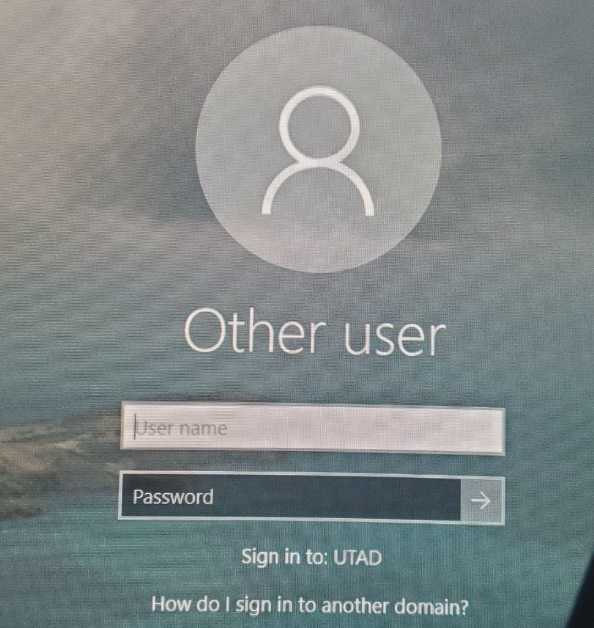 Other user
User name
Password
Sign in to: UTAD
How do I sign in to another domain?